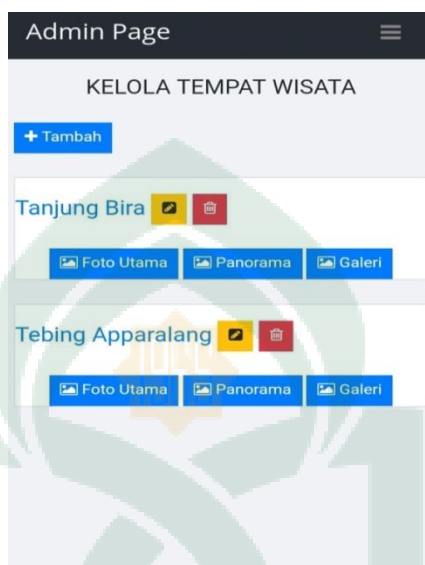 Admin Page
KELOLA TEMPAT WISATA
+ Tambah
Tanjung Bira
Foto Utama Panorama Galeri
Tebing Apparalang
Foto Utama Panorama Galeri